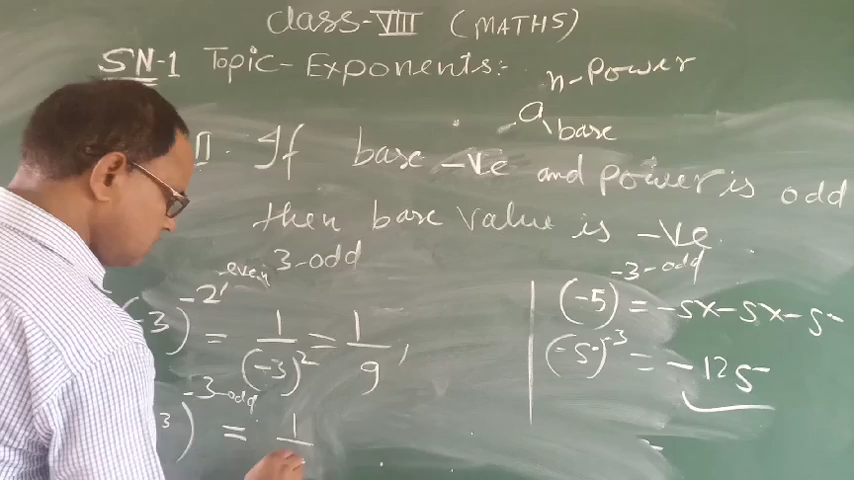 Class-VIII (MATHS)
SN-1 Topic-Exponents:-
n-Power
a
base
II. If base -ve and power is odd
then base value is -ve
-2 even 3-odd
3) = 1/(-3)² = 1/9,
-3-odd
3) = 1/
-3-odd
(-5) = -5x-5x-5
(-5)⁻³ = -125